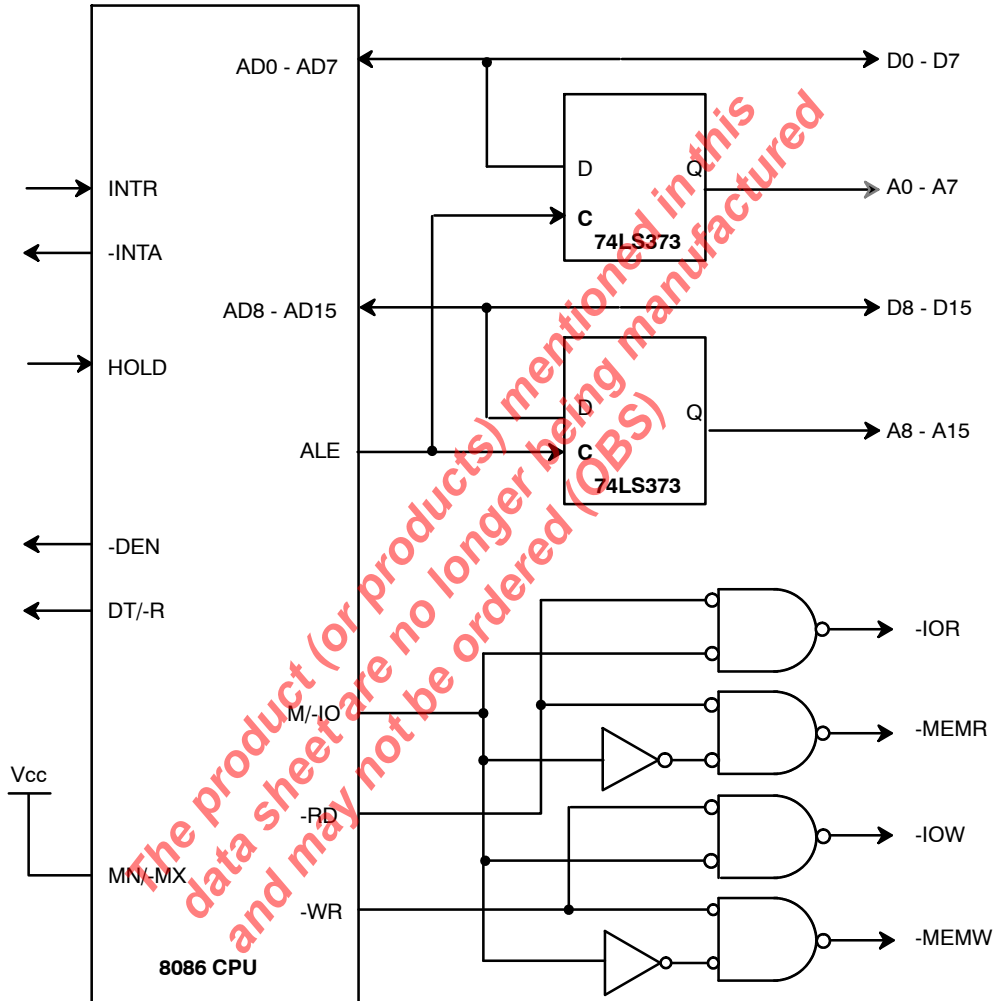 AD0 - AD7
D0 - D7
D
Q
INTR
A0 - A7
C
74LS373
-INTA
AD8 - AD15
D8 - D15
HOLD
D
Q
A8 - A15
ALE
C
74LS373
-DEN
DT/-R
-IOR
M/-IO
-MEMR
Vcc
-RD
-IOW
MN/-MX
-WR
-MEMW
8086 CPU
The product (or products) mentioned in this
data sheet are no longer being manufactured
and may not be ordered (OBS)